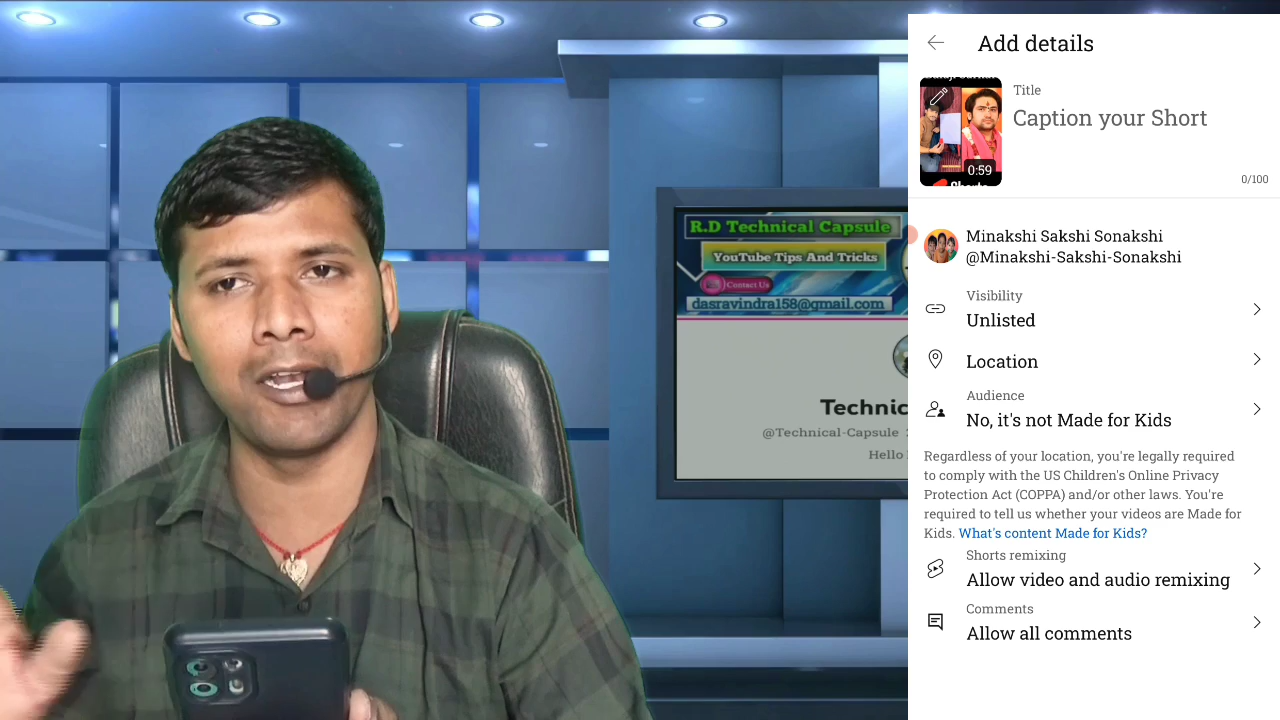 R.D Technical Capsule
YouTube Tips And Tricks
Contact Us
dasravindra158@gmail.com
Technic
@Technical-Capsule
Hello
Add details
Title
Caption your Short
0:59
0/100
Minakshi Sakshi Sonakshi
@Minakshi-Sakshi-Sonakshi
Visibility
Unlisted
Location
Audience
No, it's not Made for Kids
Regardless of your location, you're legally required
to comply with the US Children's Online Privacy
Protection Act (COPPA) and/or other laws. You're
required to tell us whether your videos are Made for
Kids. What's content Made for Kids?
Shorts remixing
Allow video and audio remixing
Comments
Allow all comments